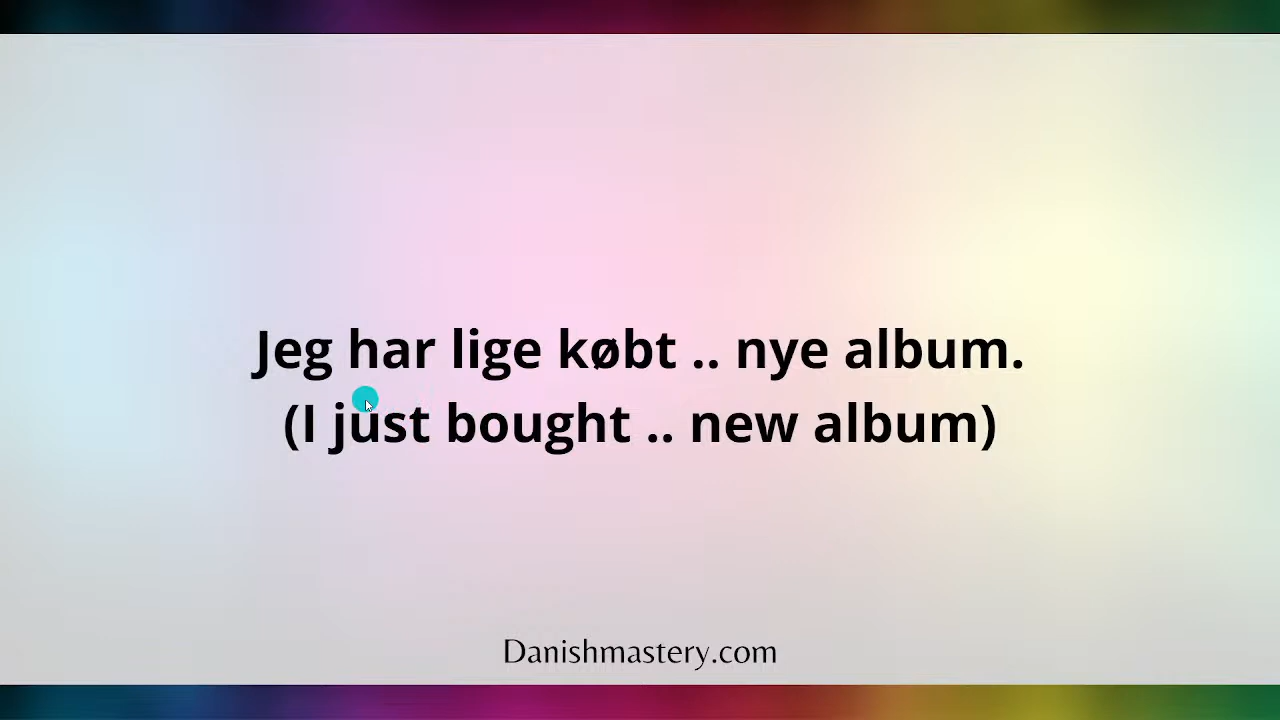 Jeg har lige købt .. nye album.
(I just bought .. new album)
Danishmastery.com